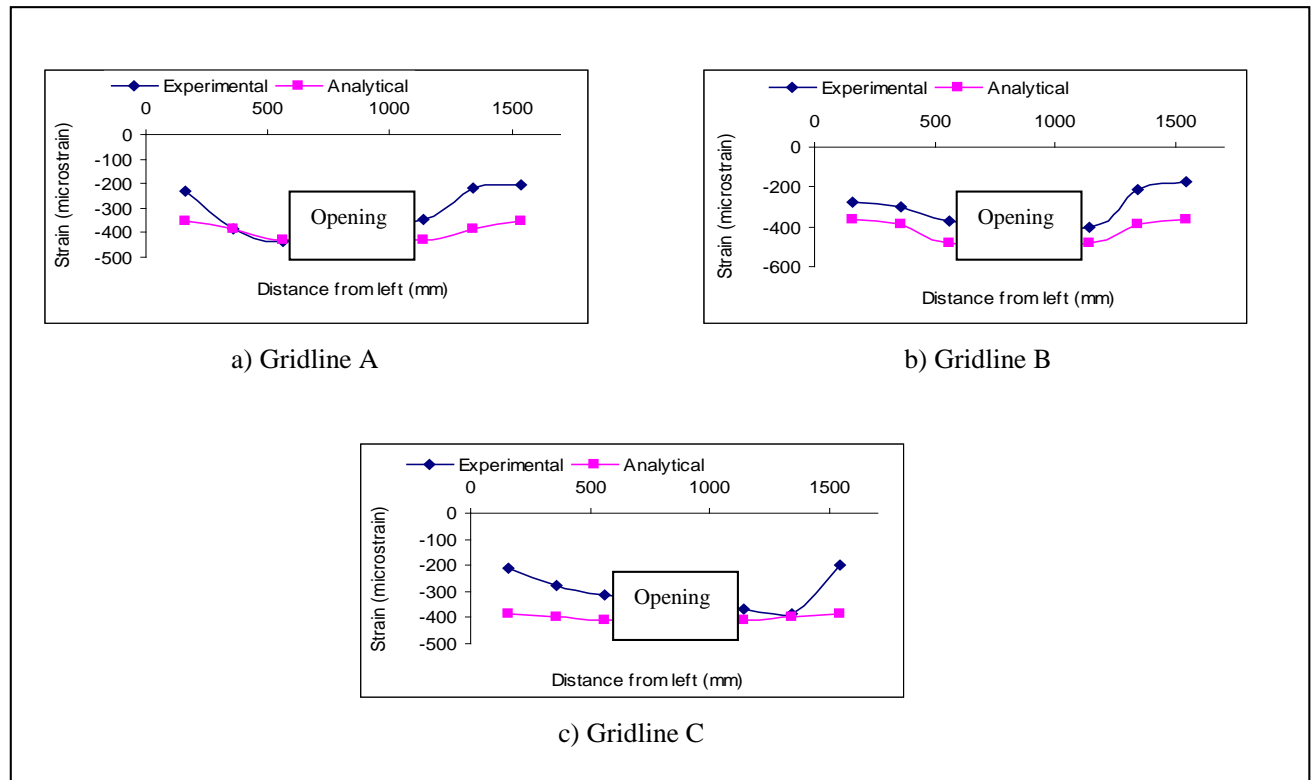 Experimental Analytical
0 500 1000 1500
0
-100
-200
-300
-400
-500
Strain (microstrain)
Opening
Distance from left (mm)
a) Gridline A
Experimental Analytical
0 500 1000 1500
0
-200
-400
-600
Strain (microstrain)
Opening
Distance from left (mm)
b) Gridline B
Experimental Analytical
0 500 1000 1500
0
-100
-200
-300
-400
-500
Strain (microstrain)
Opening
Distance from left (mm)
c) Gridline C